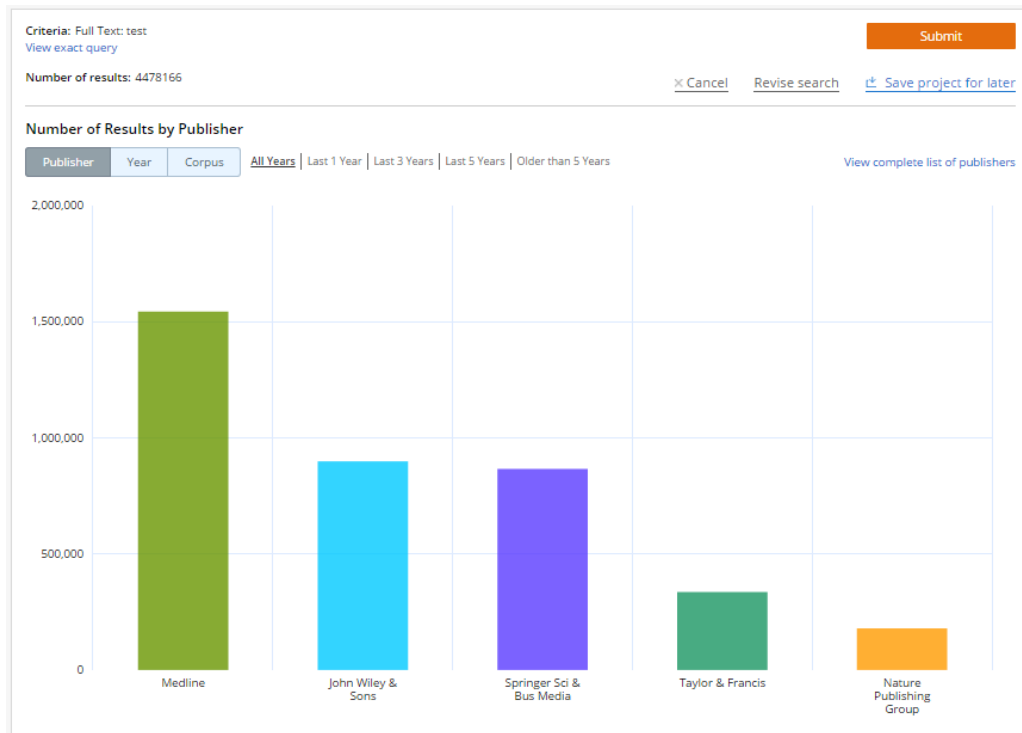 Criteria: Full Text: test
Submit
View exact query
Number of results: 4478166
Cancel Revise search Save project for later
Number of Results by Publisher
Publisher Year Corpus All Years Last 1 Year Last 3 Years Last 5 Years Older than 5 Years View complete list of publishers
2,000,000
1,500,000
1,000,000
500,000
0
Medline
John Wiley &
Sons
Springer Sci &
Bus Media
Taylor & Francis
Nature
Publishing
Group